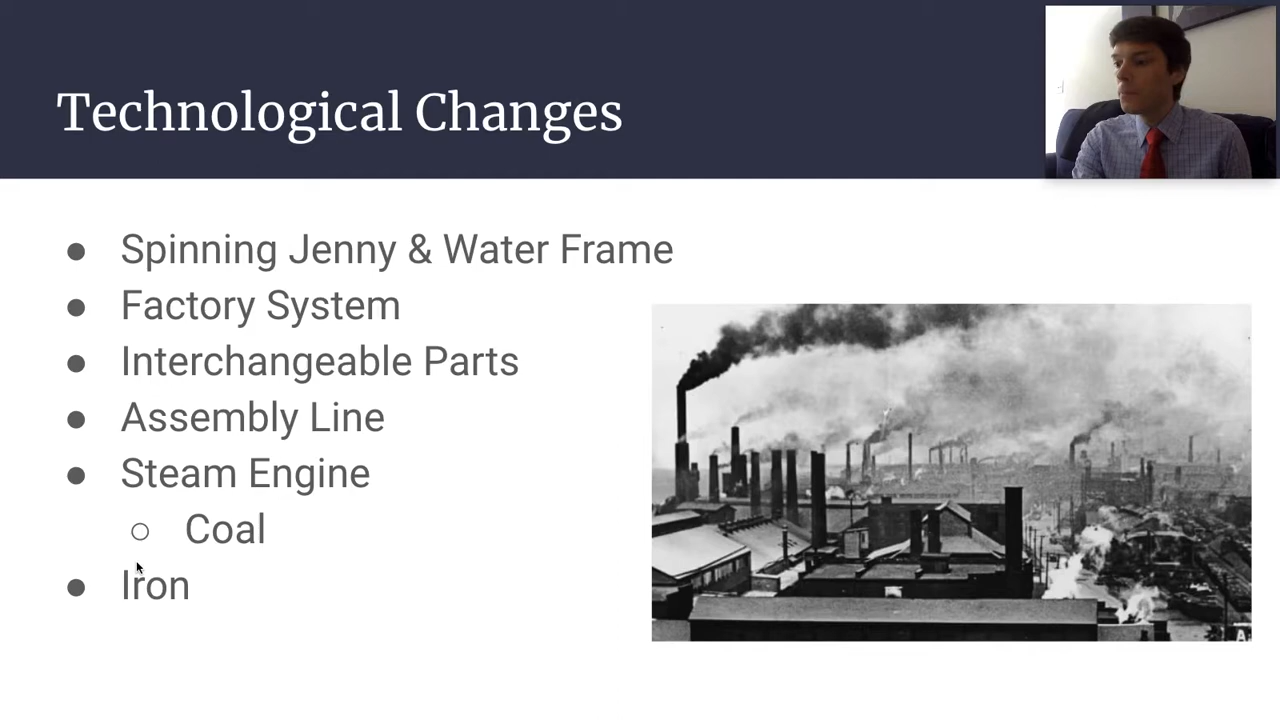 Technological Changes
Spinning Jenny & Water Frame
Factory System
Interchangeable Parts
Assembly Line
Steam Engine
Coal
Iron
A